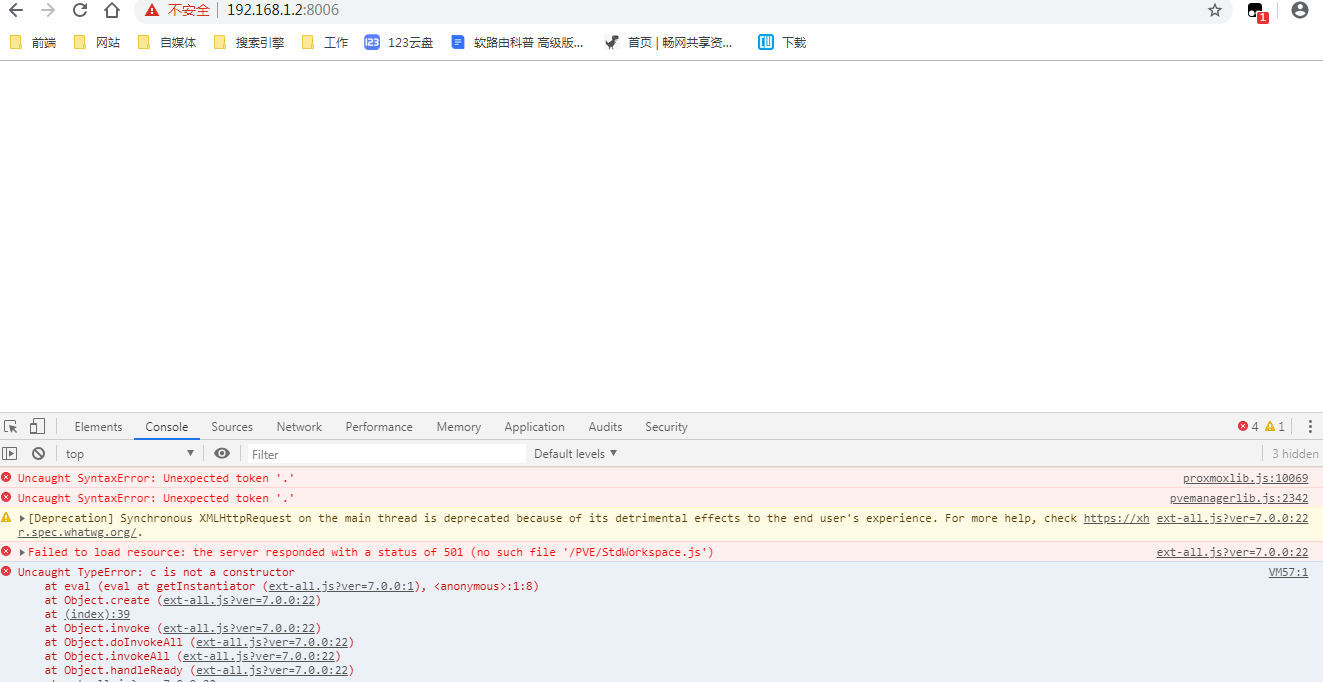 不安全 192.168.1.2:8006 1
前端 网站 自媒体 搜索引擎 工作 123 123云盘 软路由科普 高级版... 首页 | 畅网共享资... 下载
Elements Console Sources Network Performance Memory Application Audits Security 4 1
top Filter Default levels 3 hidden
Uncaught SyntaxError: Unexpected token '.' proxmoxlib.js:10069
Uncaught SyntaxError: Unexpected token '.' pvemanagerlib.js:2342
[Deprecation] Synchronous XMLHttpRequest on the main thread is deprecated because of its detrimental effects to the end user's experience. For more help, check https://xh ext-all.js?ver=7.0.0:22
r.spec.whatwg.org/.
Failed to load resource: the server responded with a status of 501 (no such file '/PVE/StdWorkspace.js') ext-all.js?ver=7.0.0:22
Uncaught TypeError: c is not a constructor VM57:1
at eval (eval at getInstantiator (ext-all.js?ver=7.0.0:1), <anonymous>:1:8)
at Object.create (ext-all.js?ver=7.0.0:22)
at (index):39
at Object.invoke (ext-all.js?ver=7.0.0:22)
at Object.doInvokeAll (ext-all.js?ver=7.0.0:22)
at Object.invokeAll (ext-all.js?ver=7.0.0:22)
at Object.handleReady (ext-all.js?ver=7.0.0:22)